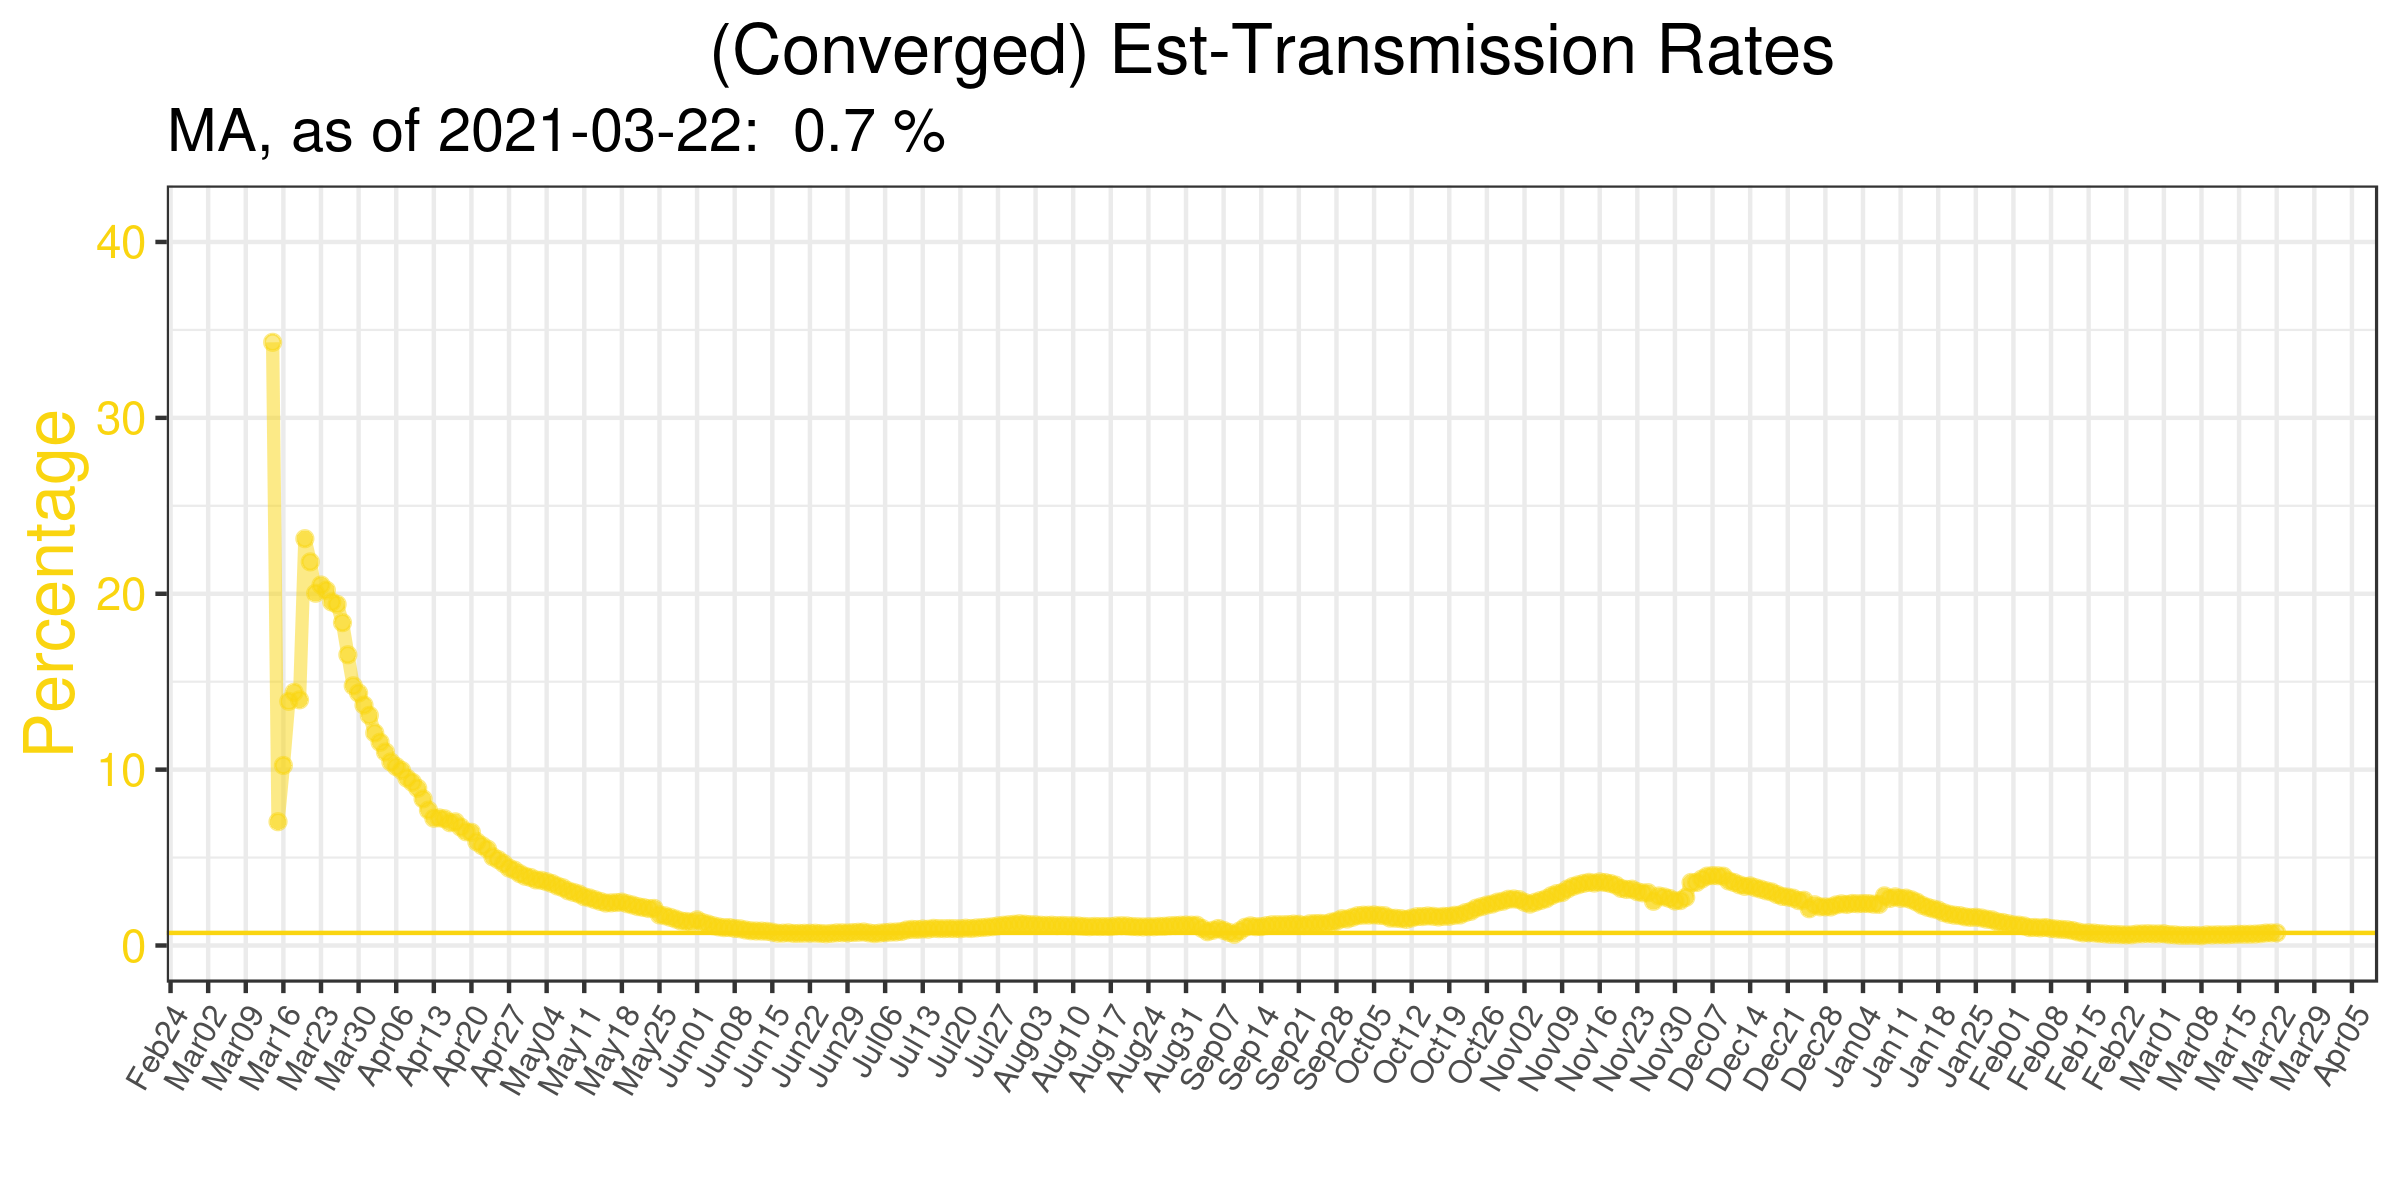 (Converged) Est-Transmission Rates
MA, as of 2021-03-22:  0.7 %
Percentage
40
30
20
10
0
Feb24
Mar02
Mar09
Mar16
Mar23
Mar30
Apr06
Apr13
Apr20
Apr27
May04
May11
May18
May25
Jun01
Jun08
Jun15
Jun22
Jun29
Jul06
Jul13
Jul20
Jul27
Aug03
Aug10
Aug17
Aug24
Aug31
Sep07
Sep14
Sep21
Sep28
Oct05
Oct12
Oct19
Oct26
Nov02
Nov09
Nov16
Nov23
Nov30
Dec07
Dec14
Dec21
Dec28
Jan04
Jan11
Jan18
Jan25
Feb01
Feb08
Feb15
Feb22
Mar01
Mar08
Mar15
Mar22
Mar29
Apr05